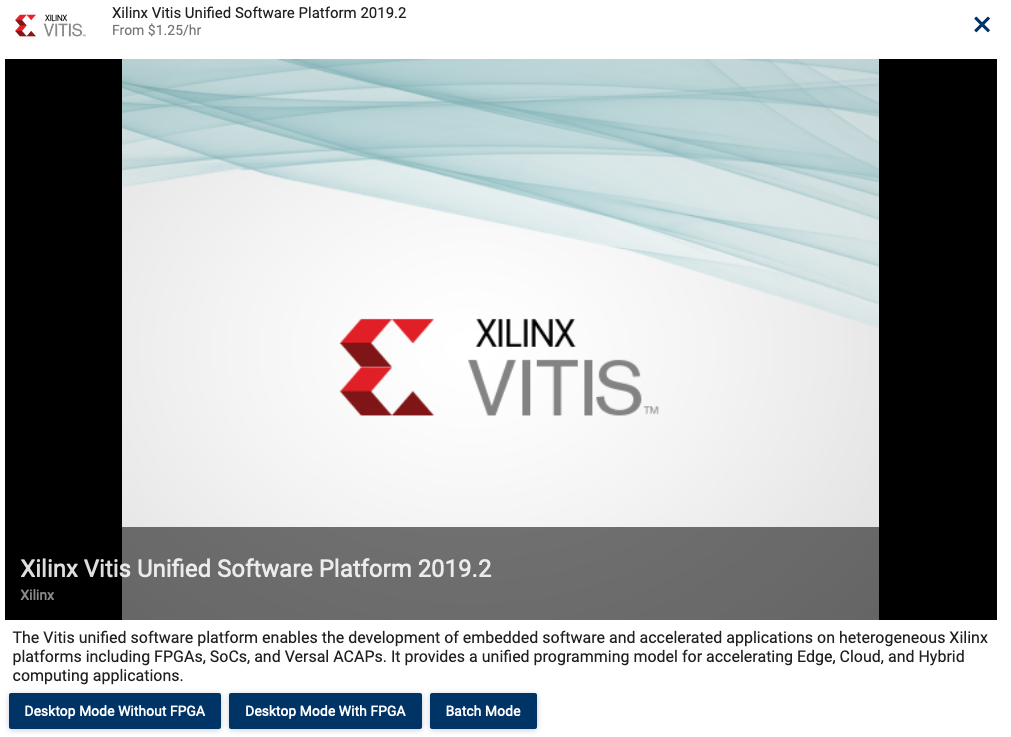 XILINX
VITIS.
Xilinx Vitis Unified Software Platform 2019.2
From $1.25/hr
XILINX
VITIS™
Xilinx Vitis Unified Software Platform 2019.2
Xilinx
The Vitis unified software platform enables the development of embedded software and accelerated applications on heterogeneous Xilinx
platforms including FPGAs, SoCs, and Versal ACAPs. It provides a unified programming model for accelerating Edge, Cloud, and Hybrid
computing applications.
Desktop Mode Without FPGA
Desktop Mode With FPGA
Batch Mode